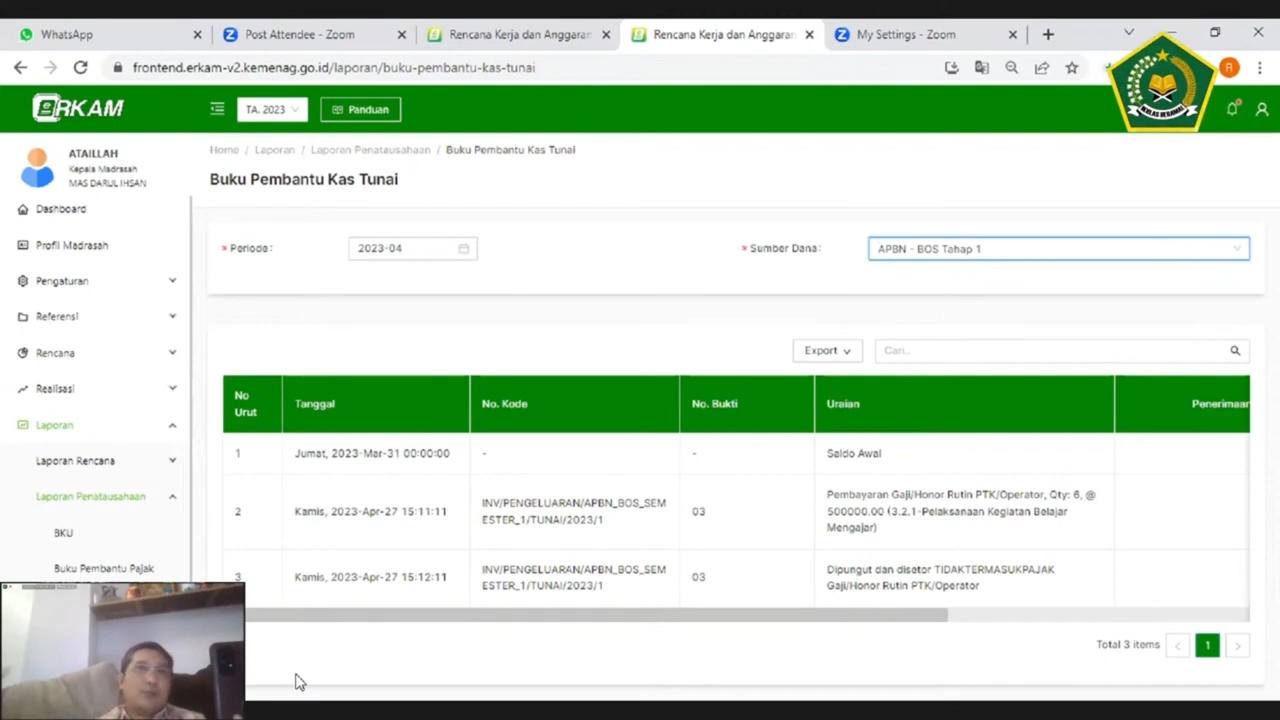 WhatsApp
Post Attendee - Zoom
Rencana Kerja dan Anggaran
Rencana Kerja dan Anggaran
My Settings - Zoom
frontend.erkam-v2.kemenag.go.id/laporan/buku-pembantu-kas-tunai
A
eRKAM
TA. 2023
Panduan
IKHLAS BERAMAL
ATAILLAH
Kepala Madrasah
MAS DARUL IHSAN
Home / Laporan / Laporan Penatausahaan / Buku Pembantu Kas Tunai
Buku Pembantu Kas Tunai
Dashboard
Profil Madrasah
Pengaturan
Referensi
Rencana
Realisasi
Laporan
Laporan Rencana
Laporan Penatausahaan
BKU
Buku Pembantu Pajak
* Periode:
2023-04
* Sumber Dana:
APBN - BOS Tahap 1
Export
Cari..
No
Urut
Tanggal
No. Kode
No. Bukti
Uraian
Penerimaan
1
Jumat, 2023-Mar-31 00:00:00
-
-
Saldo Awal
2
Kamis, 2023-Apr-27 15:11:11
INV/PENGELUARAN/APBN_BOS_SEM
ESTER_1/TUNAI/2023/1
03
Pembayaran Gaji/Honor Rutin PTK/Operator, Qty: 6, @
500000.00 (3.2.1-Pelaksanaan Kegiatan Belajar
Mengajar)
3
Kamis, 2023-Apr-27 15:12:11
INV/PENGELUARAN/APBN_BOS_SEM
ESTER_1/TUNAI/2023/1
03
Dipungut dan disetor TIDAKTERMASUKPAJAK
Gaji/Honor Rutin PTK/Operator
Total 3 items
<
1
>